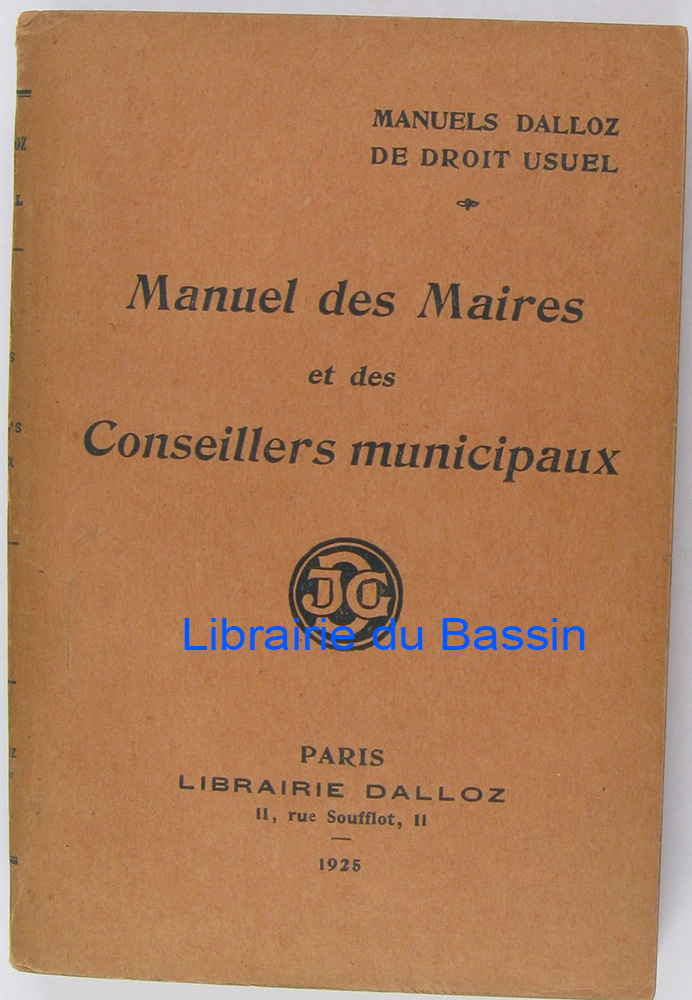 MANUELS DALLOZ
DE DROIT USUEL
Manuel des Maires
et des
Conseillers municipaux
JG
Librairie du Bassin
PARIS
LIBRAIRIE DALLOZ
11, rue Soufflot, 11
1925